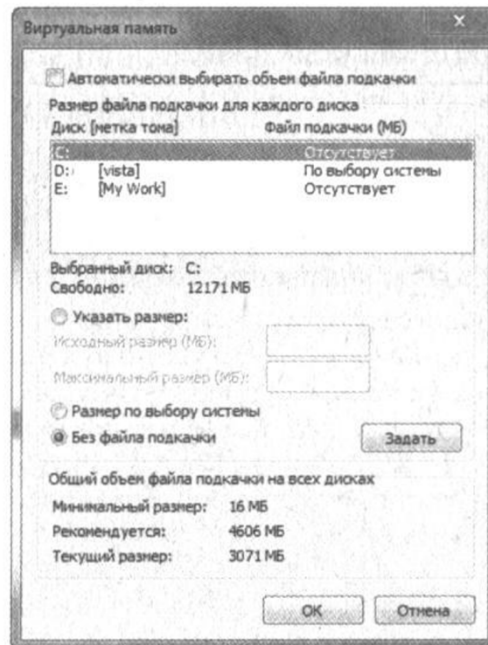 Виртуальная память
Автоматически выбирать объем файла подкачки
Размер файла подкачки для каждого диска
Диск [метка тома] Файл подкачки (МБ)
C: Отсутствует
D: [vista] По выбору системы
E: [My Work] Отсутствует
Выбранный диск: C:
Свободно: 12171 МБ
Указать размер:
Исходный размер (МБ):
Максимальный размер (МБ):
Размер по выбору системы
Без файла подкачки Задать
Общий объем файла подкачки на всех дисках
Минимальный размер: 16 МБ
Рекомендуется: 4606 МБ
Текущий размер: 3071 МБ
ОК Отмена